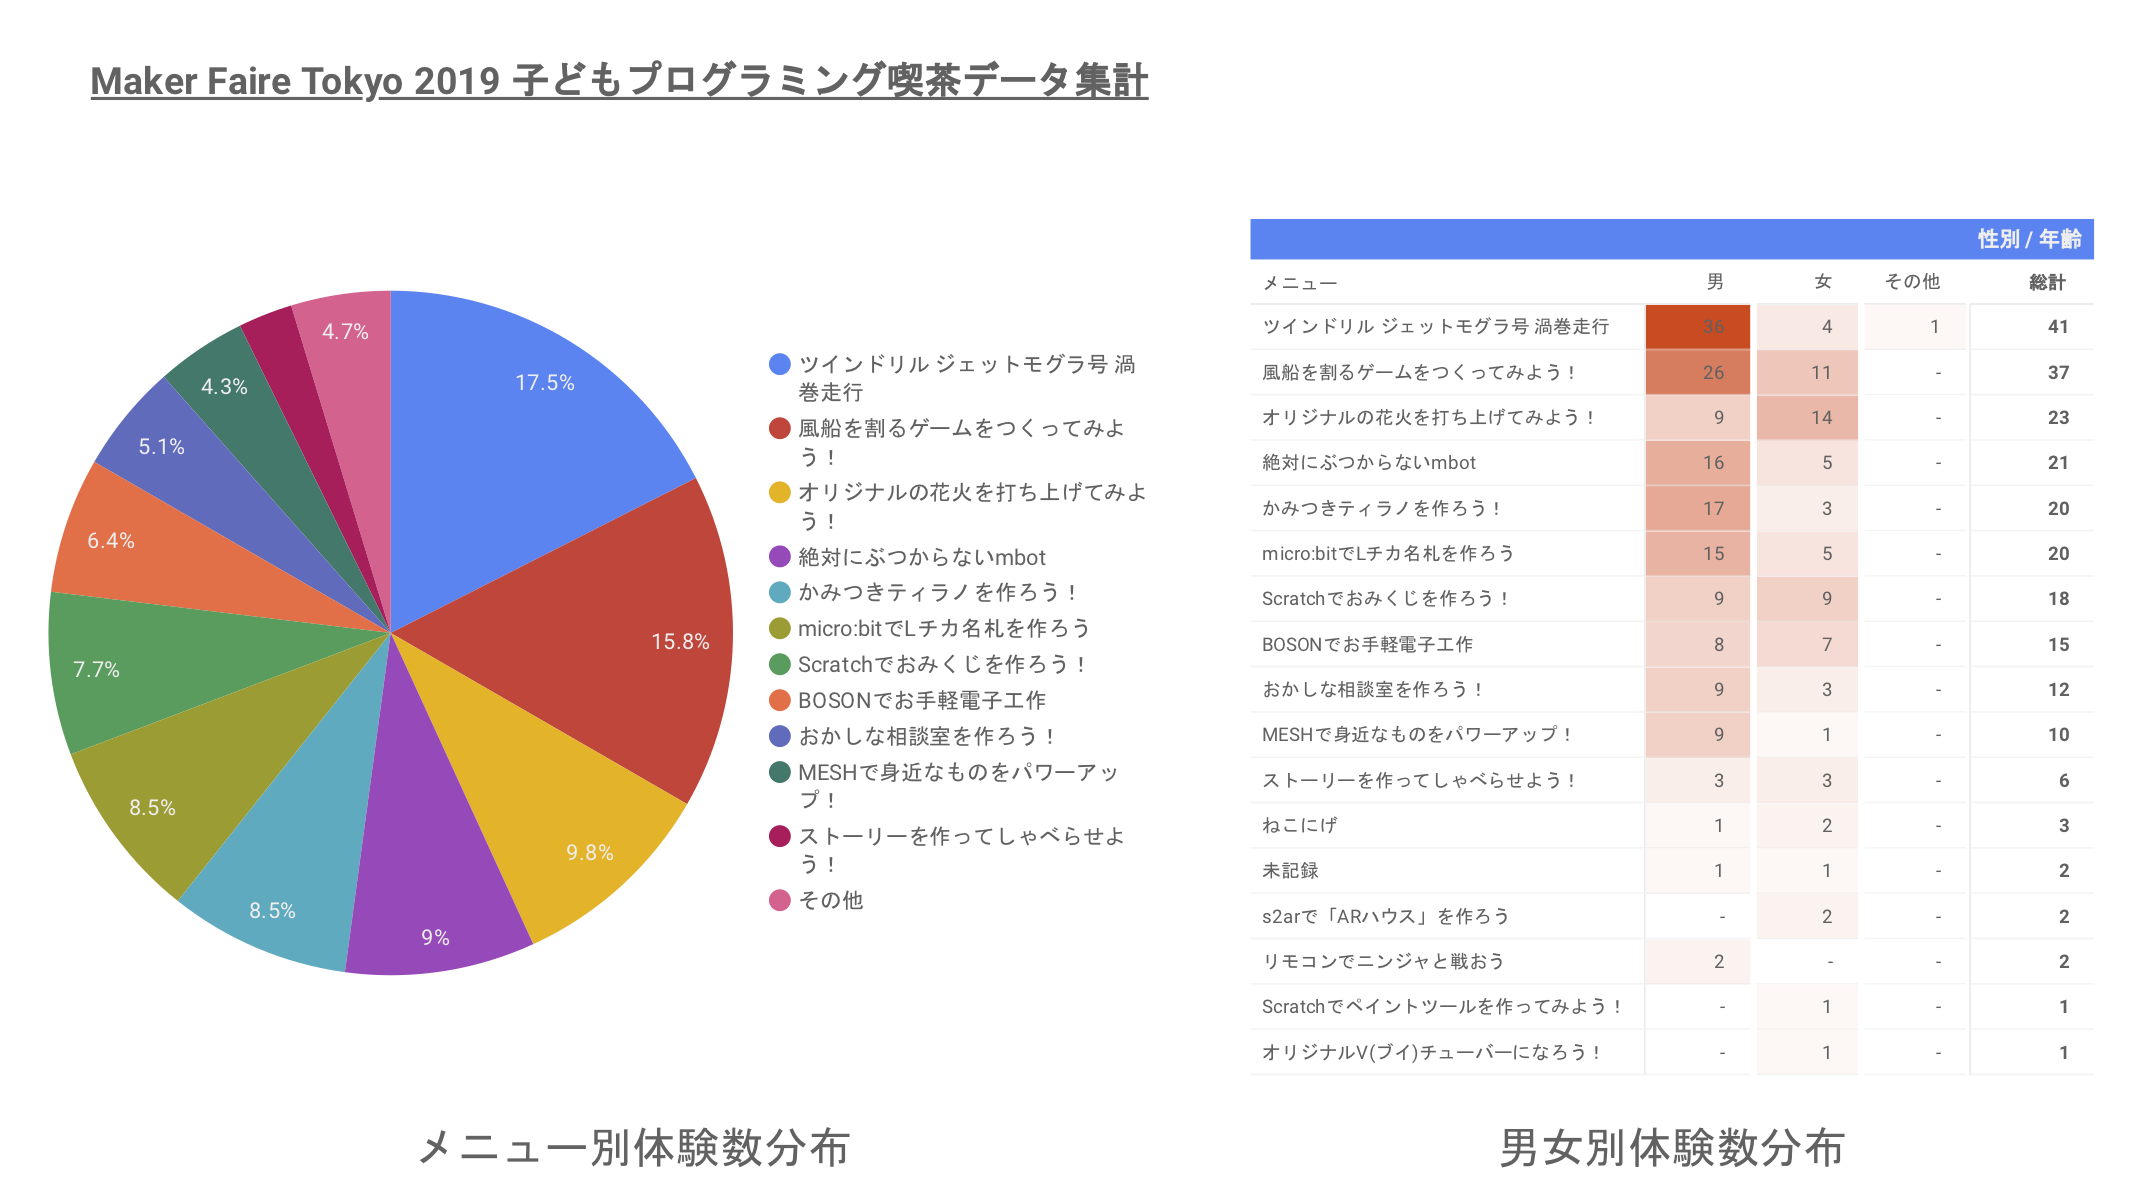 Maker Faire Tokyo 2019 子どもプログラミング喫茶データ集計
17.5%
15.8%
9.8%
9%
8.5%
8.5%
7.7%
6.4%
5.1%
4.3%
4.7%
ツインドリル ジェットモグラ号 渦
巻走行
風船を割るゲームをつくってみよ
う！
オリジナルの花火を打ち上げてみよ
う！
絶対にぶつからないmbot
かみつきティラノを作ろう！
micro:bitでLチカ名札を作ろう
Scratchでおみくじを作ろう！
BOSONでお手軽電子工作
おかしな相談室を作ろう！
MESHで身近なものをパワーアッ
プ！
ストーリーを作ってしゃべらせよ
う！
その他
メニュー別体験数分布
性別 / 年齢
メニュー 男 女 その他 総計
ツインドリル ジェットモグラ号 渦巻走行 36 4 1 41
風船を割るゲームをつくってみよう！ 26 11 - 37
オリジナルの花火を打ち上げてみよう！ 9 14 - 23
絶対にぶつからないmbot 16 5 - 21
かみつきティラノを作ろう！ 17 3 - 20
micro:bitでLチカ名札を作ろう 15 5 - 20
Scratchでおみくじを作ろう！ 9 9 - 18
BOSONでお手軽電子工作 8 7 - 15
おかしな相談室を作ろう！ 9 3 - 12
MESHで身近なものをパワーアップ！ 9 1 - 10
ストーリーを作ってしゃべらせよう！ 3 3 - 6
ねこにげ 1 2 - 3
未記録 1 1 - 2
s2arで「ARハウス」を作ろう - 2 - 2
リモコンでニンジャと戦おう 2 - - 2
Scratchでペイントツールを作ってみよう！ - 1 - 1
オリジナルV(ブイ)チューバーになろう！ - 1 - 1
男女別体験数分布